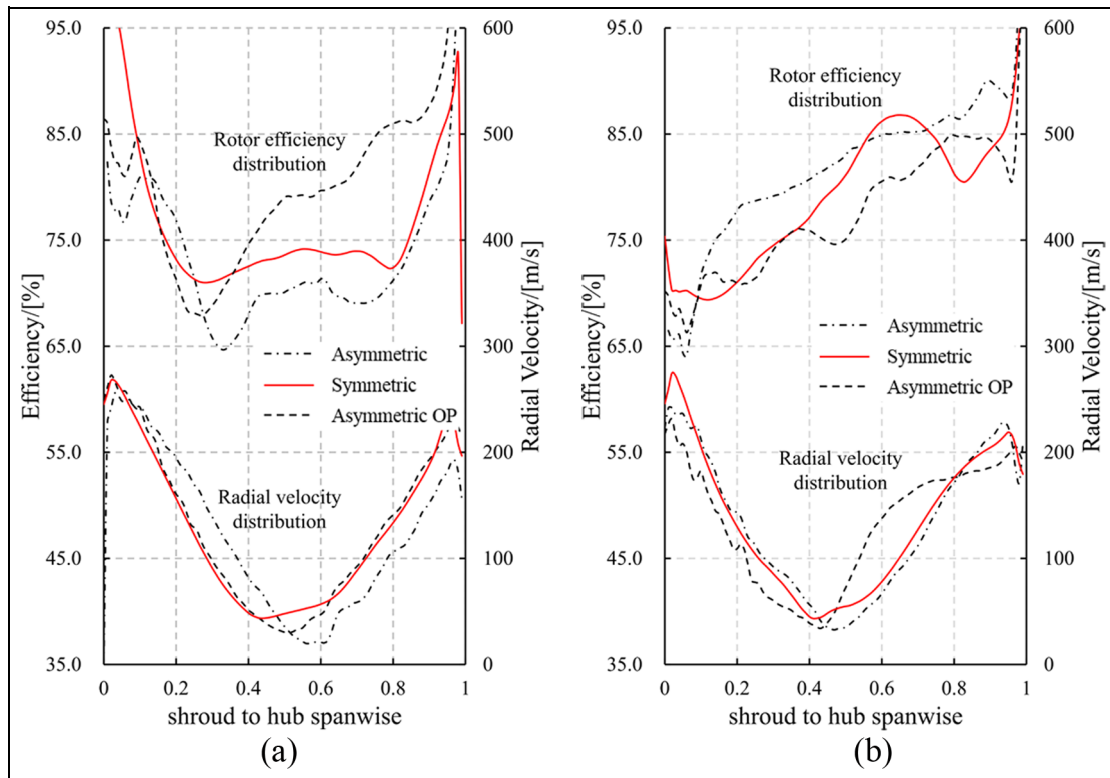 95.0
85.0
75.0
65.0
55.0
45.0
35.0
Efficiency/[%]
600
500
400
300
200
100
0
Radial Velocity/[m/s]
0
0.2
0.4
0.6
0.8
1
shroud to hub spanwise
Rotor efficiency
distribution
Asymmetric
Symmetric
Asymmetric OP
Radial velocity
distribution
(a)
95.0
85.0
75.0
65.0
55.0
45.0
35.0
Efficiency/[%]
600
500
400
300
200
100
0
Radial Velocity/[m/s]
0
0.2
0.4
0.6
0.8
1
shroud to hub spanwise
Rotor efficiency
distribution
Asymmetric
Symmetric
Asymmetric OP
Radial velocity
distribution
(b)